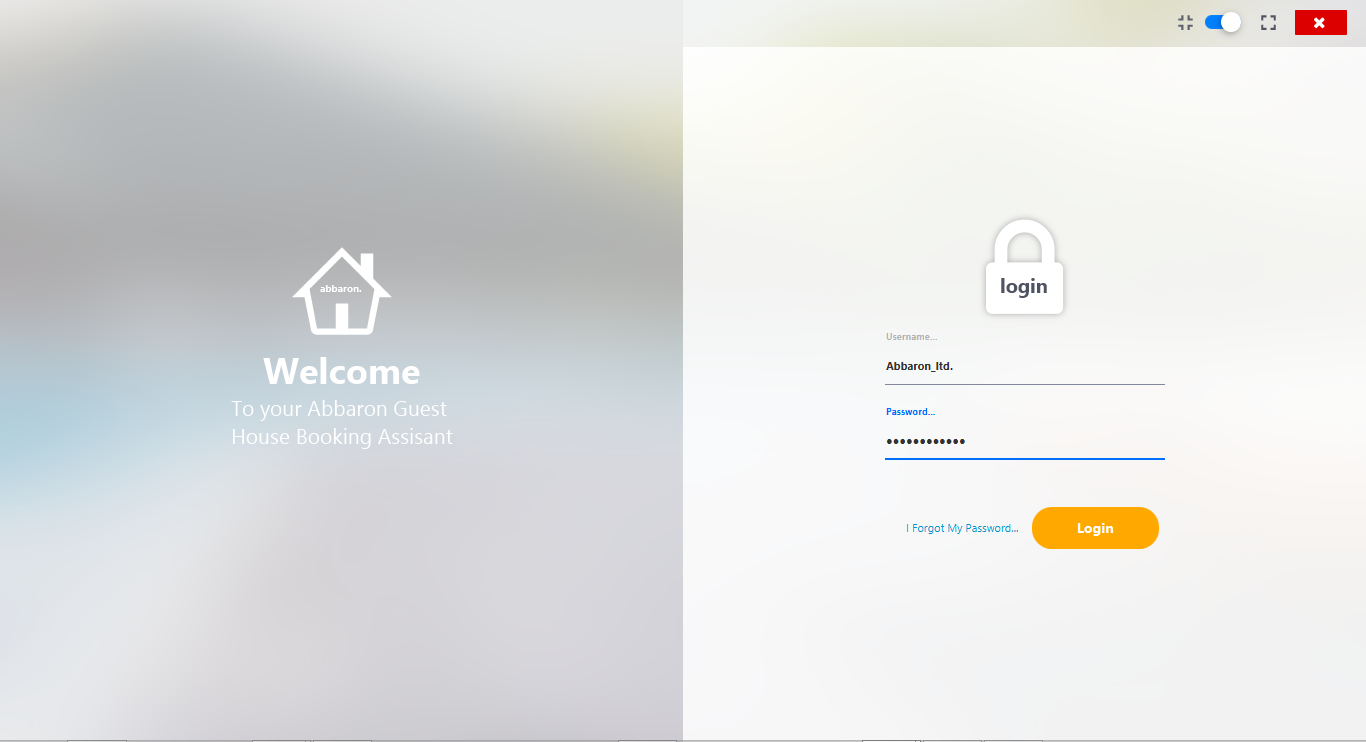 abbaron.
Welcome
To your Abbaron Guest
House Booking Assisant
login
Username...
Abbaron_ltd.
Password...
••••••••••••
I Forgot My Password...
Login